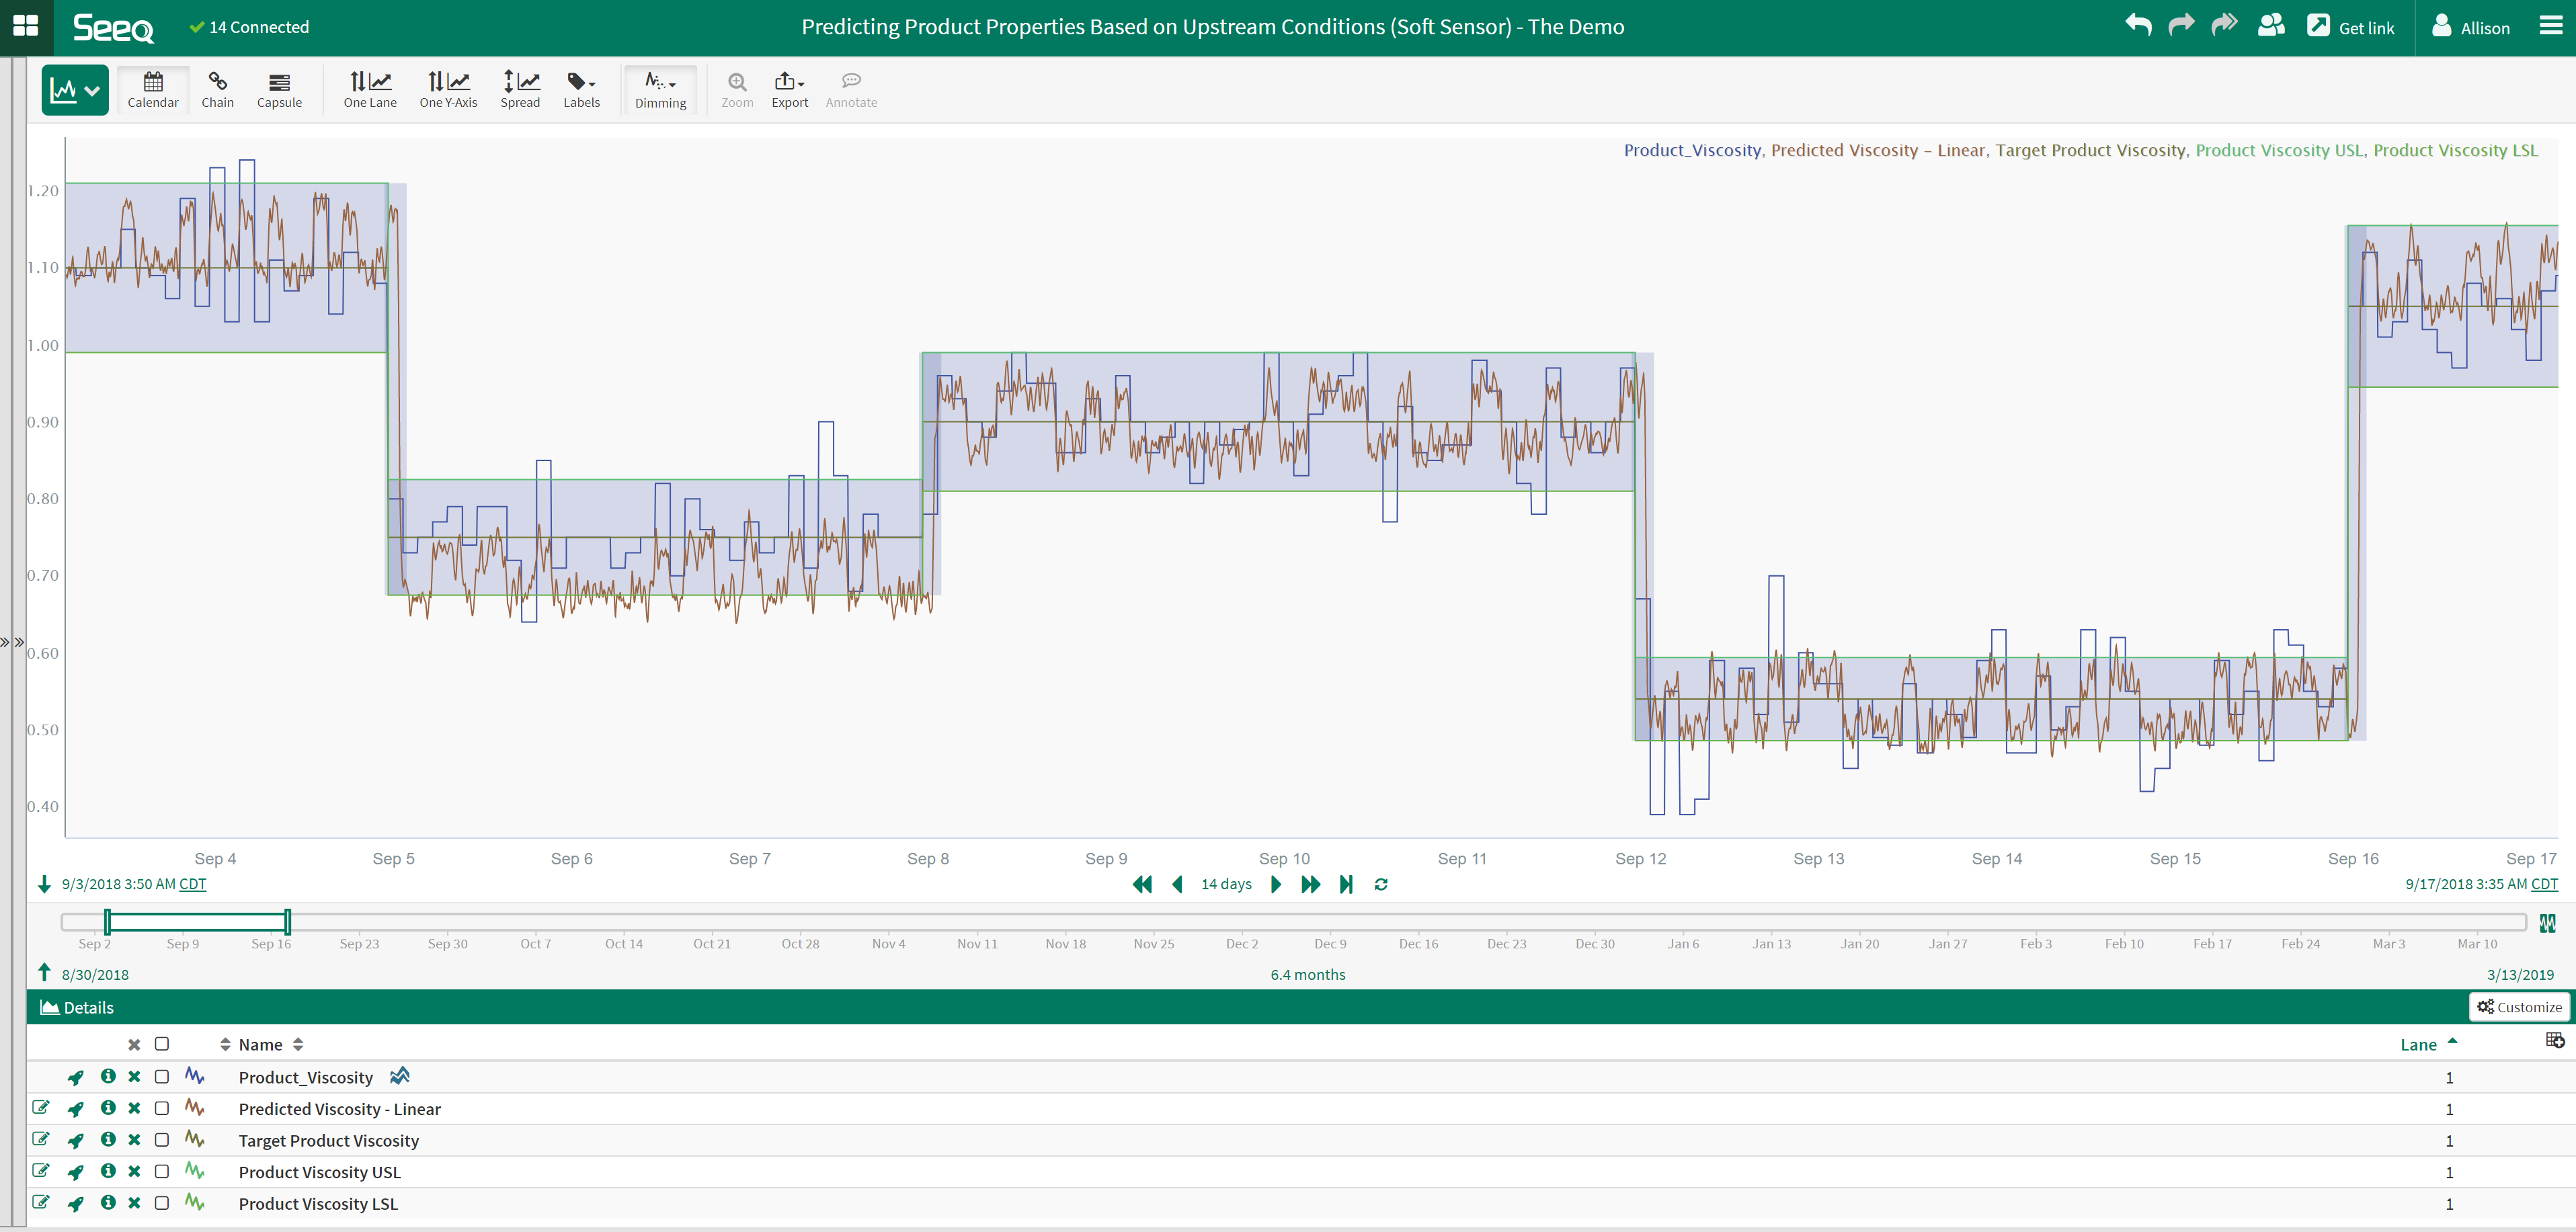 Seeq 14 Connected Predicting Product Properties Based on Upstream Conditions (Soft Sensor) - The Demo Get link Allison
Calendar Chain Capsule One Lane One Y-Axis Spread Labels Dimming Zoom Export Annotate
Product_Viscosity, Predicted Viscosity – Linear, Target Product Viscosity, Product Viscosity USL, Product Viscosity LSL
1.20
1.10
1.00
0.90
0.80
0.70
0.60
0.50
0.40
Sep 4 Sep 5 Sep 6 Sep 7 Sep 8 Sep 9 Sep 10 Sep 11 Sep 12 Sep 13 Sep 14 Sep 15 Sep 16 Sep 17
9/3/2018 3:50 AM CDT 14 days 9/17/2018 3:35 AM CDT
Sep 2 Sep 9 Sep 16 Sep 23 Sep 30 Oct 7 Oct 14 Oct 21 Oct 28 Nov 4 Nov 11 Nov 18 Nov 25 Dec 2 Dec 9 Dec 16 Dec 23 Dec 30 Jan 6 Jan 13 Jan 20 Jan 27 Feb 3 Feb 10 Feb 17 Feb 24 Mar 3 Mar 10
8/30/2018 6.4 months 3/13/2019
Details Customize
Name Lane
Product_Viscosity 1
Predicted Viscosity - Linear 1
Target Product Viscosity 1
Product Viscosity USL 1
Product Viscosity LSL 1